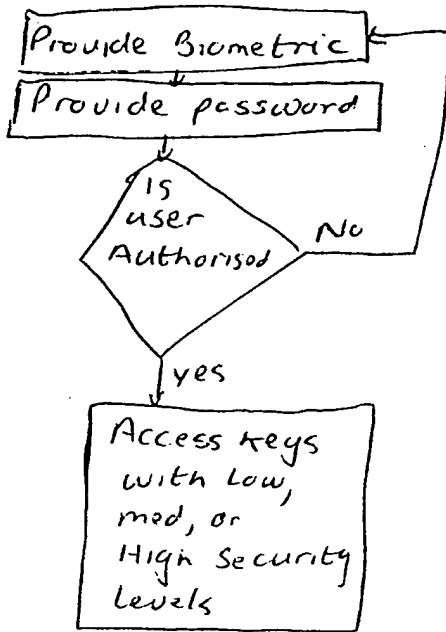 Provide Biometric
Provide password
Is
user
Authorised
No
yes
Access keys
with Low,
med, or
High Security
Levels